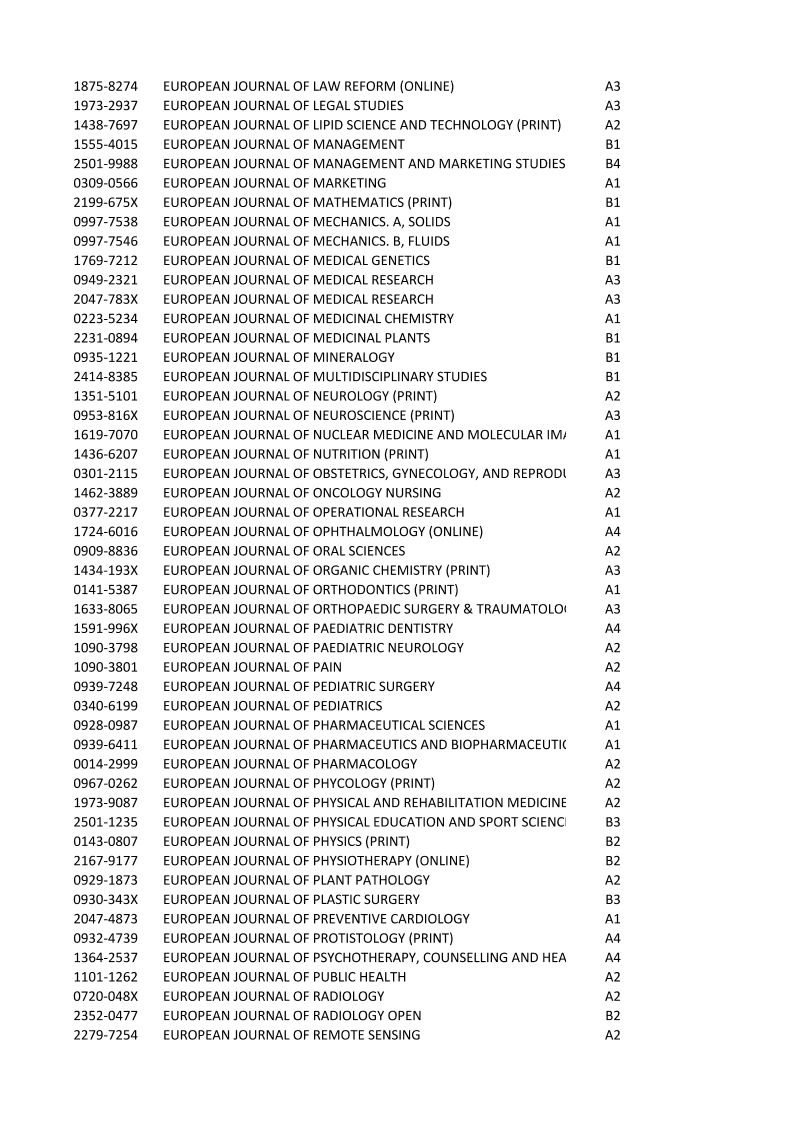 1875-8274 EUROPEAN JOURNAL OF LAW REFORM (ONLINE) A3
1973-2937 EUROPEAN JOURNAL OF LEGAL STUDIES A3
1438-7697 EUROPEAN JOURNAL OF LIPID SCIENCE AND TECHNOLOGY (PRINT) A2
1555-4015 EUROPEAN JOURNAL OF MANAGEMENT B1
2501-9988 EUROPEAN JOURNAL OF MANAGEMENT AND MARKETING STUDIES B4
0309-0566 EUROPEAN JOURNAL OF MARKETING A1
2199-675X EUROPEAN JOURNAL OF MATHEMATICS (PRINT) B1
0997-7538 EUROPEAN JOURNAL OF MECHANICS. A, SOLIDS A1
0997-7546 EUROPEAN JOURNAL OF MECHANICS. B, FLUIDS A1
1769-7212 EUROPEAN JOURNAL OF MEDICAL GENETICS B1
0949-2321 EUROPEAN JOURNAL OF MEDICAL RESEARCH A3
2047-783X EUROPEAN JOURNAL OF MEDICAL RESEARCH A3
0223-5234 EUROPEAN JOURNAL OF MEDICINAL CHEMISTRY A1
2231-0894 EUROPEAN JOURNAL OF MEDICINAL PLANTS B1
0935-1221 EUROPEAN JOURNAL OF MINERALOGY B1
2414-8385 EUROPEAN JOURNAL OF MULTIDISCIPLINARY STUDIES B1
1351-5101 EUROPEAN JOURNAL OF NEUROLOGY (PRINT) A2
0953-816X EUROPEAN JOURNAL OF NEUROSCIENCE (PRINT) A3
1619-7070 EUROPEAN JOURNAL OF NUCLEAR MEDICINE AND MOLECULAR IMA A1
1436-6207 EUROPEAN JOURNAL OF NUTRITION (PRINT) A1
0301-2115 EUROPEAN JOURNAL OF OBSTETRICS, GYNECOLOGY, AND REPRODU A3
1462-3889 EUROPEAN JOURNAL OF ONCOLOGY NURSING A2
0377-2217 EUROPEAN JOURNAL OF OPERATIONAL RESEARCH A1
1724-6016 EUROPEAN JOURNAL OF OPHTHALMOLOGY (ONLINE) A4
0909-8836 EUROPEAN JOURNAL OF ORAL SCIENCES A2
1434-193X EUROPEAN JOURNAL OF ORGANIC CHEMISTRY (PRINT) A3
0141-5387 EUROPEAN JOURNAL OF ORTHODONTICS (PRINT) A1
1633-8065 EUROPEAN JOURNAL OF ORTHOPAEDIC SURGERY & TRAUMATOLOG A3
1591-996X EUROPEAN JOURNAL OF PAEDIATRIC DENTISTRY A4
1090-3798 EUROPEAN JOURNAL OF PAEDIATRIC NEUROLOGY A2
1090-3801 EUROPEAN JOURNAL OF PAIN A2
0939-7248 EUROPEAN JOURNAL OF PEDIATRIC SURGERY A4
0340-6199 EUROPEAN JOURNAL OF PEDIATRICS A2
0928-0987 EUROPEAN JOURNAL OF PHARMACEUTICAL SCIENCES A1
0939-6411 EUROPEAN JOURNAL OF PHARMACEUTICS AND BIOPHARMACEUTIC A1
0014-2999 EUROPEAN JOURNAL OF PHARMACOLOGY A2
0967-0262 EUROPEAN JOURNAL OF PHYCOLOGY (PRINT) A2
1973-9087 EUROPEAN JOURNAL OF PHYSICAL AND REHABILITATION MEDICINE A2
2501-1235 EUROPEAN JOURNAL OF PHYSICAL EDUCATION AND SPORT SCIENC B3
0143-0807 EUROPEAN JOURNAL OF PHYSICS (PRINT) B2
2167-9177 EUROPEAN JOURNAL OF PHYSIOTHERAPY (ONLINE) B2
0929-1873 EUROPEAN JOURNAL OF PLANT PATHOLOGY A2
0930-343X EUROPEAN JOURNAL OF PLASTIC SURGERY B3
2047-4873 EUROPEAN JOURNAL OF PREVENTIVE CARDIOLOGY A1
0932-4739 EUROPEAN JOURNAL OF PROTISTOLOGY (PRINT) A4
1364-2537 EUROPEAN JOURNAL OF PSYCHOTHERAPY, COUNSELLING AND HEA A4
1101-1262 EUROPEAN JOURNAL OF PUBLIC HEALTH A2
0720-048X EUROPEAN JOURNAL OF RADIOLOGY A2
2352-0477 EUROPEAN JOURNAL OF RADIOLOGY OPEN B2
2279-7254 EUROPEAN JOURNAL OF REMOTE SENSING A2